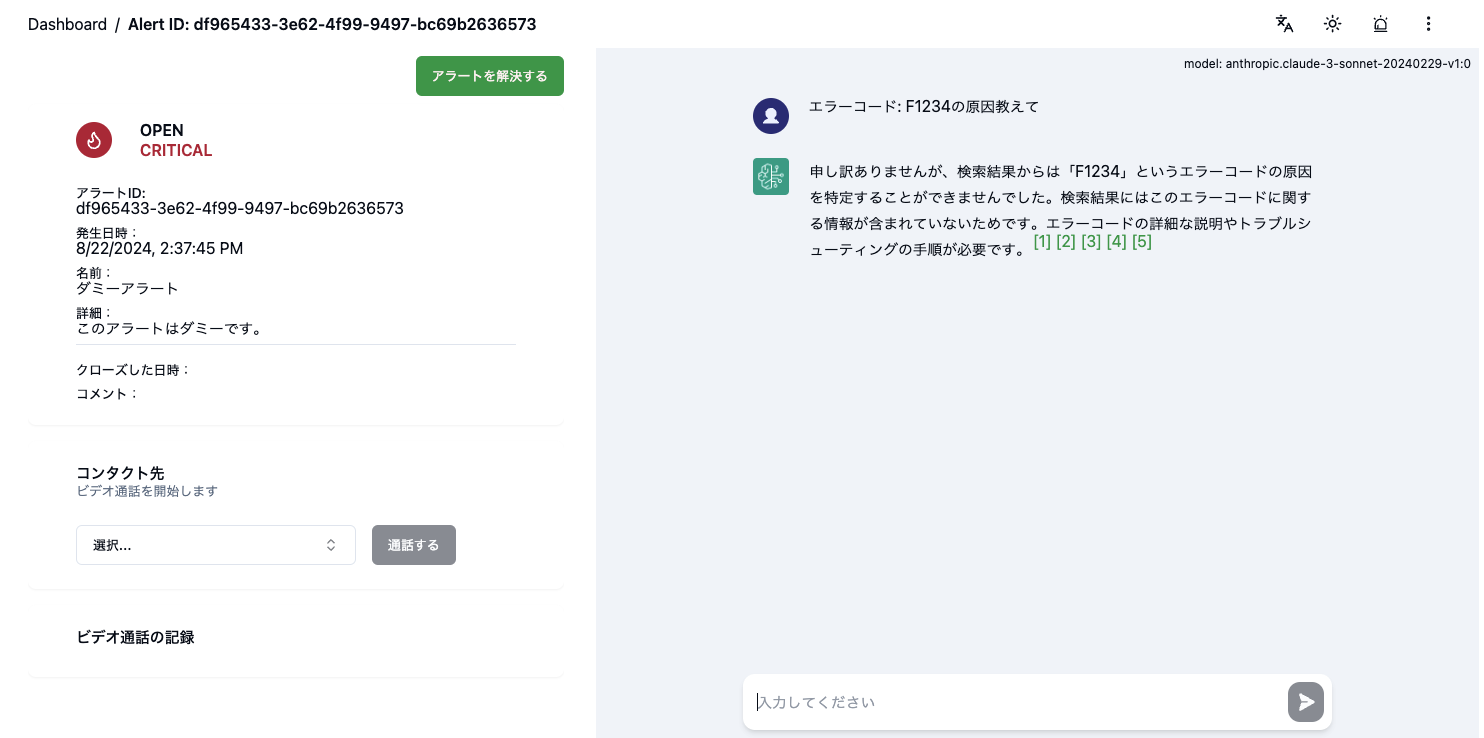 Dashboard / Alert ID: df965433-3e62-4f99-9497-bc69b2636573
アラートを解決する
OPEN
CRITICAL
アラートID:
df965433-3e62-4f99-9497-bc69b2636573
発生日時：
8/22/2024, 2:37:45 PM
名前：
ダミーアラート
詳細：
このアラートはダミーです。
クローズした日時：
コメント：
コンタクト先
ビデオ通話を開始します
選択...
通話する
ビデオ通話の記録
model: anthropic.claude-3-sonnet-20240229-v1:0
エラーコード: F1234の原因教えて
申し訳ありませんが、検索結果からは「F1234」というエラーコードの原因
を特定することができませんでした。検索結果にはこのエラーコードに関す
る情報が含まれていないためです。エラーコードの詳細な説明やトラブルシ
ューティングの手順が必要です。 [1] [2] [3] [4] [5]
入力してください